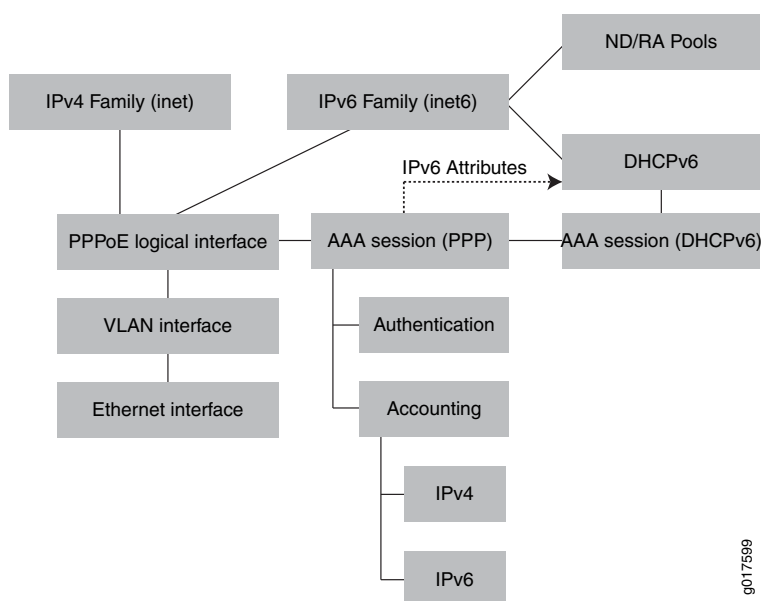 ND/RA Pools
IPv4 Family (inet)
IPv6 Family (inet6)
IPv6 Attributes
DHCPv6
PPPoE logical interface
AAA session (PPP)
AAA session (DHCPv6)
VLAN interface
Authentication
Ethernet interface
Accounting
IPv4
IPv6
g017599